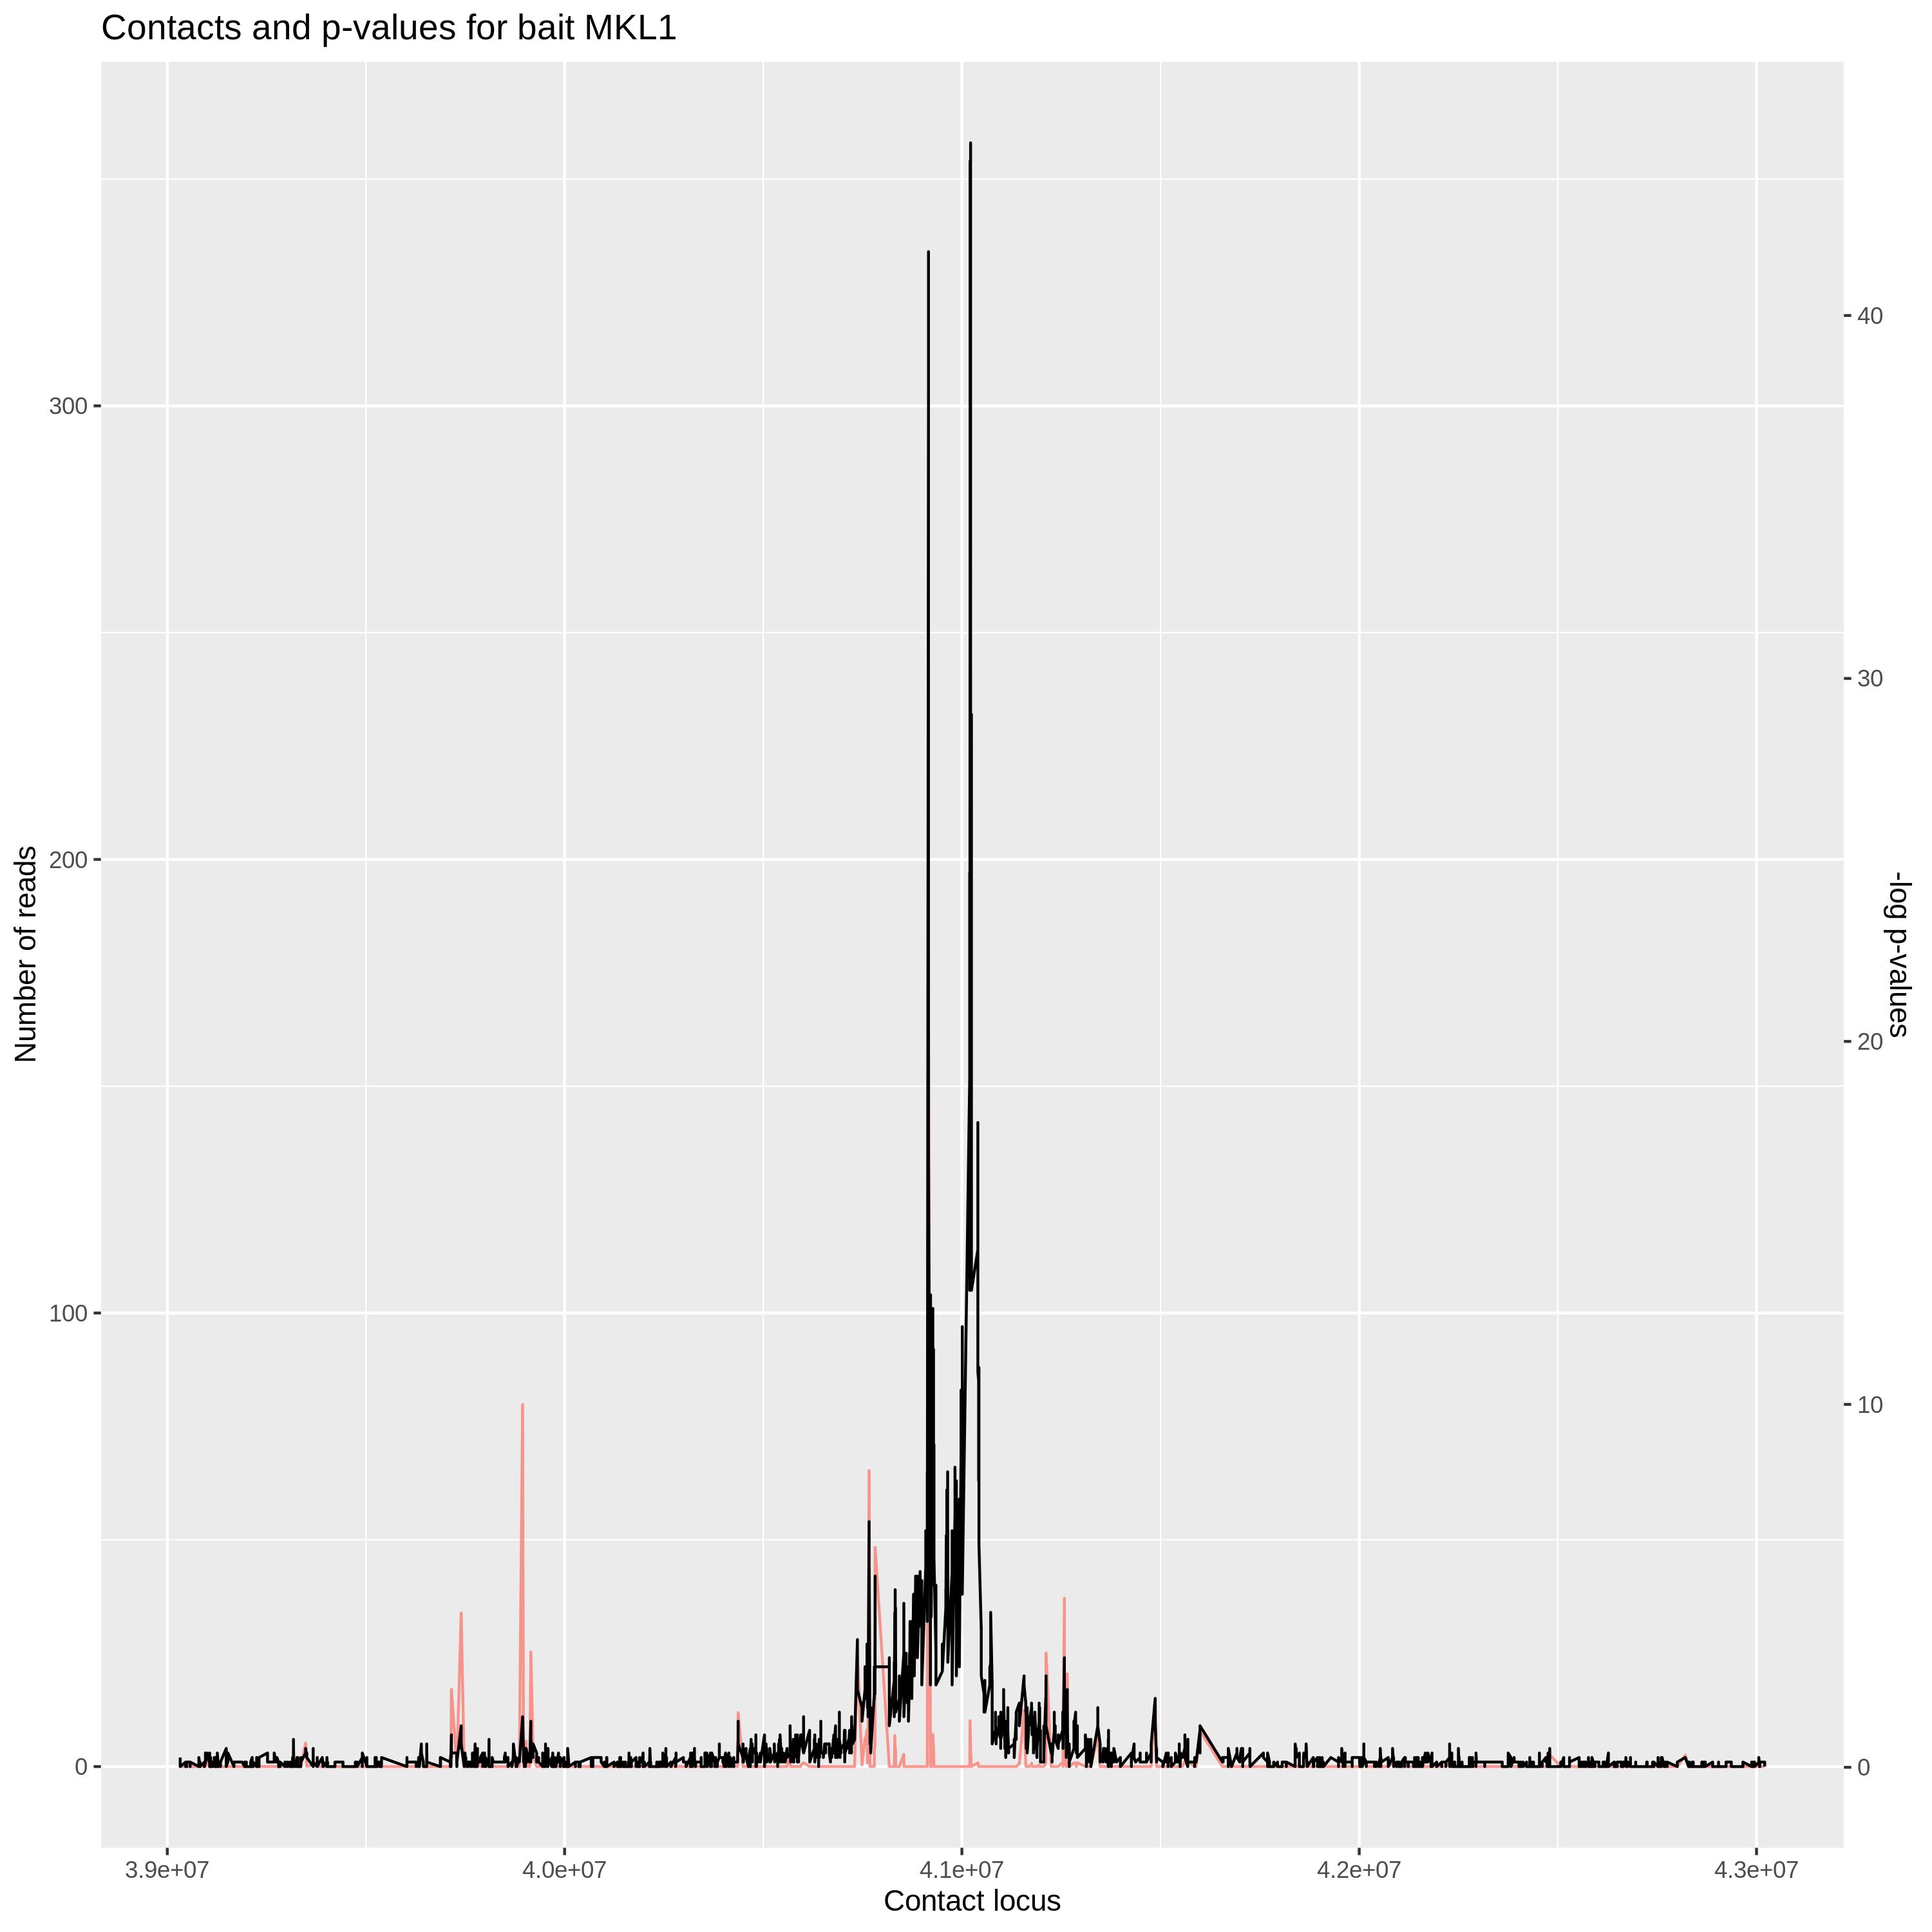 Contacts and p-values for bait MKL1
Number of reads
300
200
100
0
40
30
20
10
0
-log p-values
3.9e+07
4.0e+07
4.1e+07
4.2e+07
4.3e+07
Contact locus